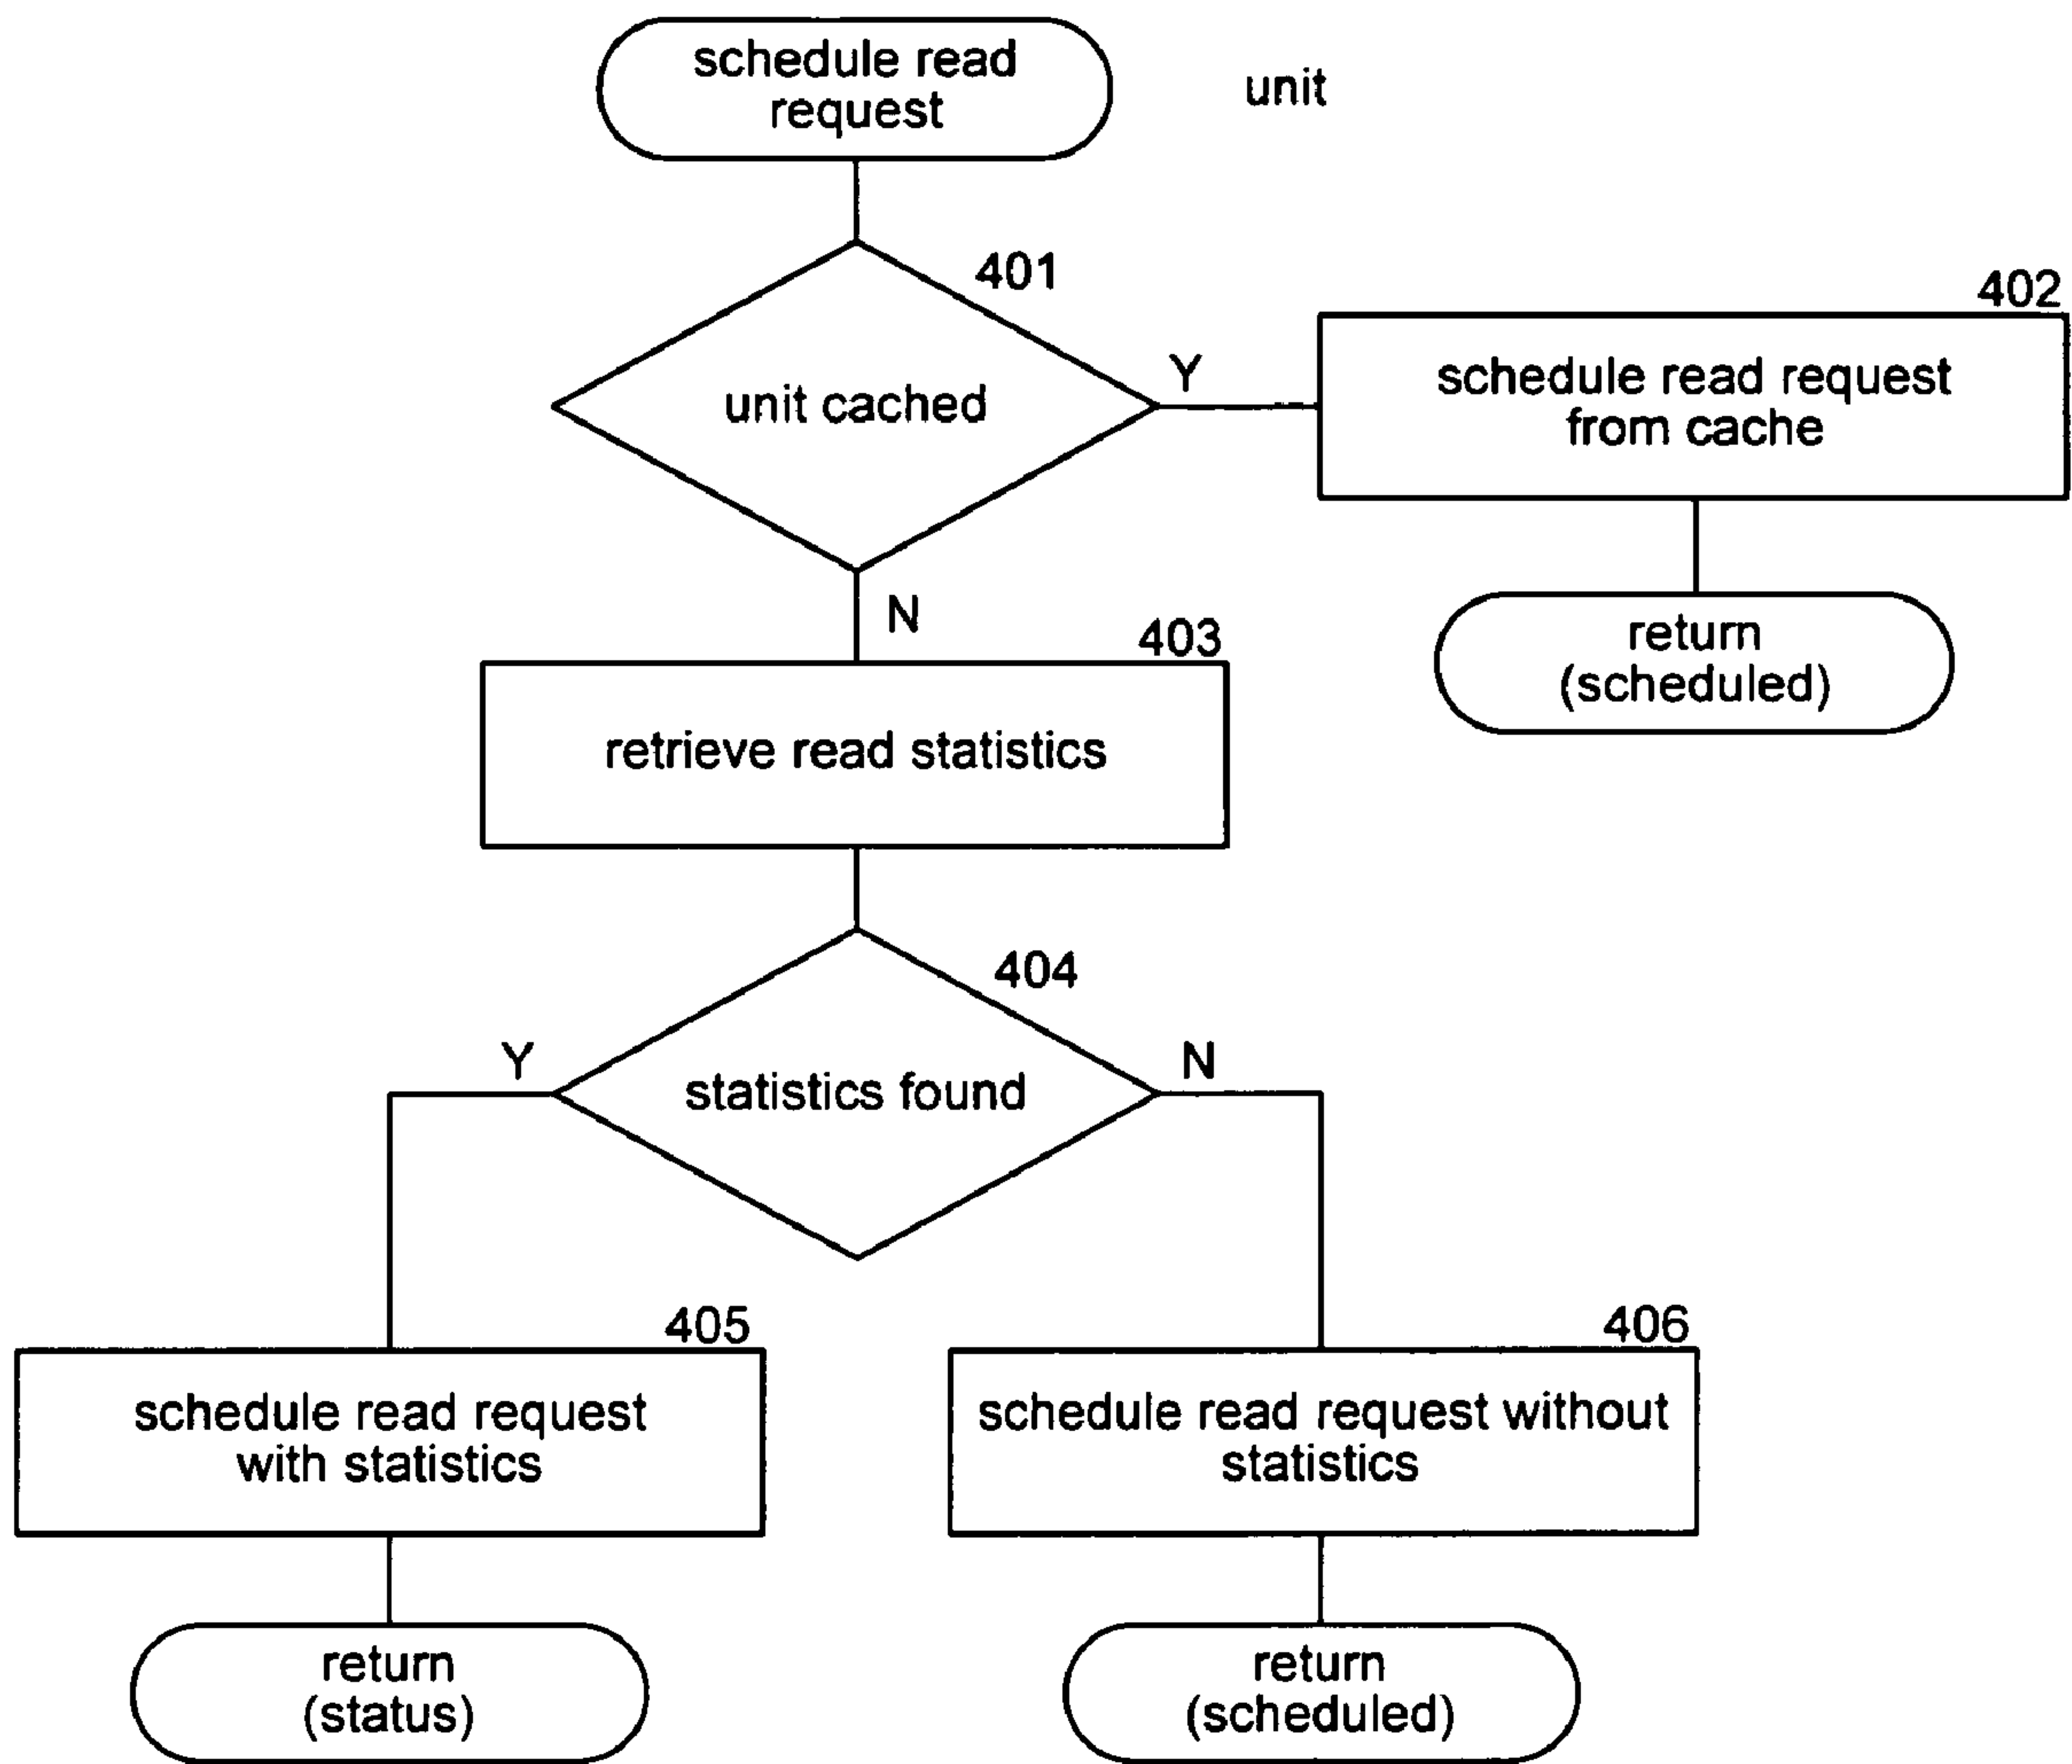 schedule read
request
unit
401
unit cached
Y
402
schedule read request
from cache
return
(scheduled)
N
403
retrieve read statistics
404
statistics found
Y
N
405
schedule read request
with statistics
406
schedule read request without
statistics
return
(status)
return
(scheduled)